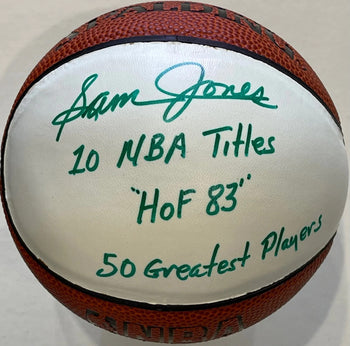 Sam Jones
10 NBA Titles
"HoF 83"
50 Greatest Players